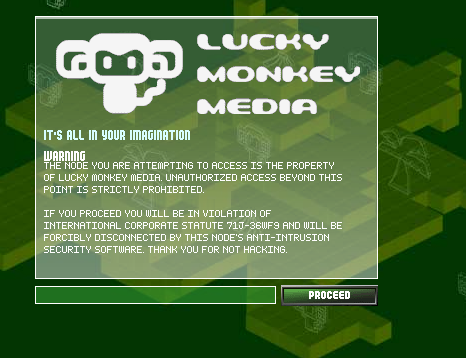 LUCKY
MONKEY
MEDIA
IT'S ALL IN YOUR IMAGINATION
WARNING
THE NODE YOU ARE ATTEMPTING TO ACCESS IS THE PROPERTY
OF LUCKY MONKEY MEDIA. UNAUTHORIZED ACCESS BEYOND THIS
POINT IS STRICTLY PROHIBITED.
IF YOU PROCEED YOU WILL BE IN VIOLATION OF
INTERNATIONAL CORPORATE STATUTE 71J-36WF9 AND WILL BE
FORCIBLY DISCONNECTED BY THIS NODE'S ANTI-INTRUSION
SECURITY SOFTWARE. THANK YOU FOR NOT HACKING.
PROCEED